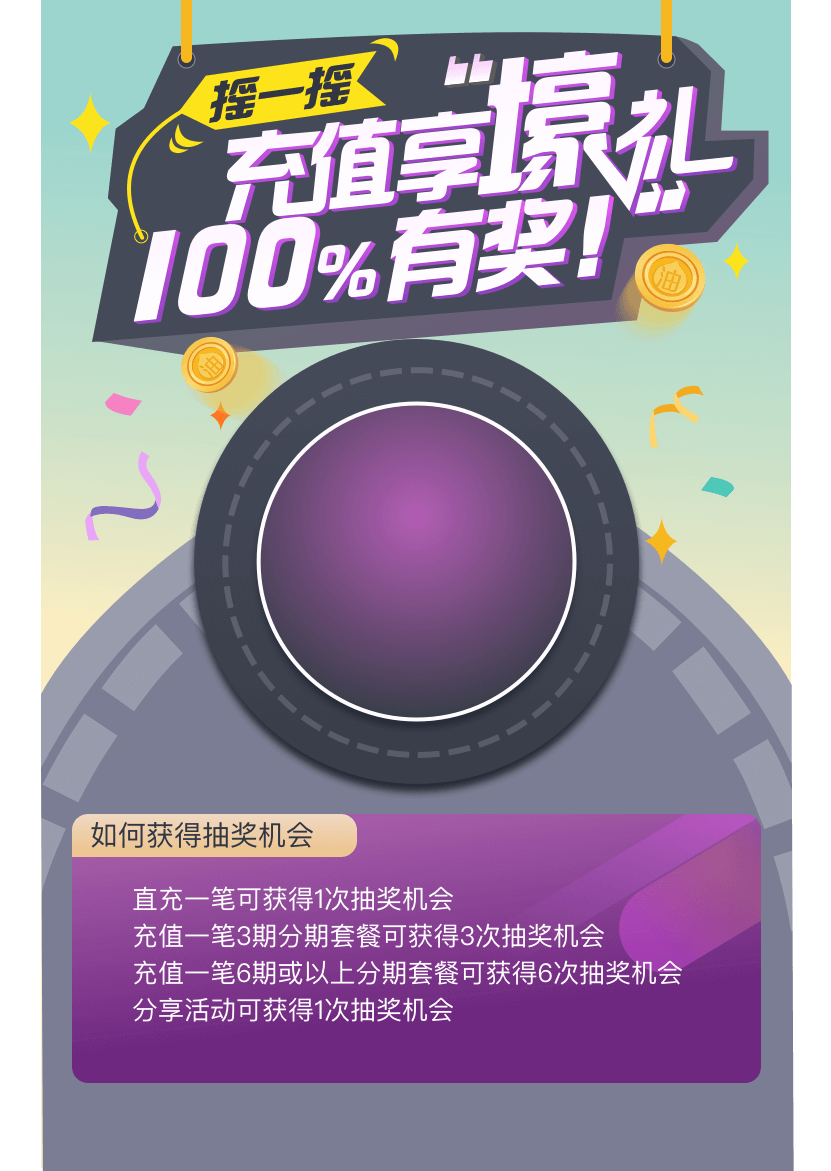 摇一摇
充值享“壕礼”
100%有奖!
油
油
如何获得抽奖机会
直充一笔可获得1次抽奖机会
充值一笔3期分期套餐可获得3次抽奖机会
充值一笔6期或以上分期套餐可获得6次抽奖机会
分享活动可获得1次抽奖机会